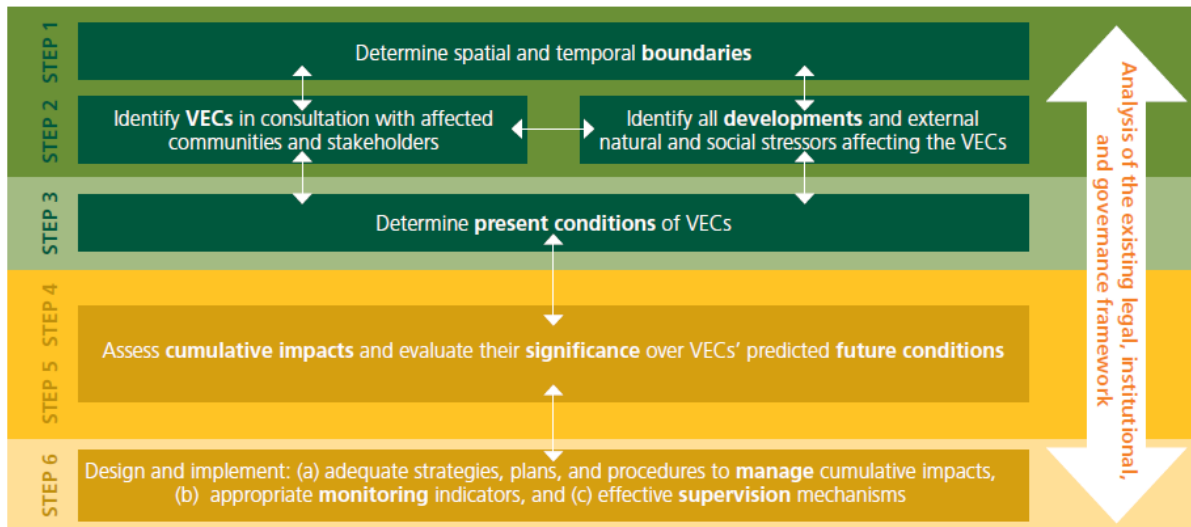 STEP 1
Determine spatial and temporal boundaries
STEP 2
Identify VECs in consultation with affected
communities and stakeholders
Identify all developments and external
natural and social stressors affecting the VECs
STEP 3
Determine present conditions of VECs
STEP 4
STEP 5
Assess cumulative impacts and evaluate their significance over VECs’ predicted future conditions
STEP 6
Design and implement: (a) adequate strategies, plans, and procedures to manage cumulative impacts,
(b) appropriate monitoring indicators, and (c) effective supervision mechanisms
Analysis of the existing legal, institutional,
and governance framework